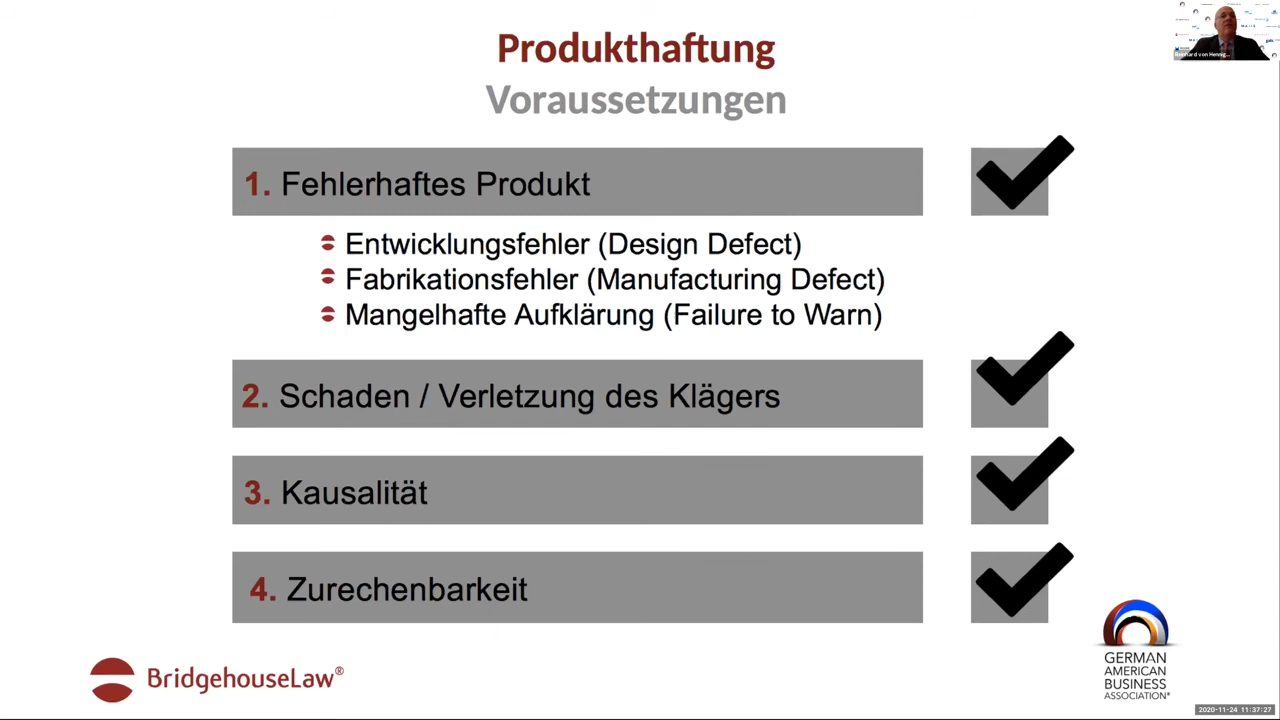 Produkthaftung
Voraussetzungen
1. Fehlerhaftes Produkt
Entwicklungsfehler (Design Defect)
Fabrikationsfehler (Manufacturing Defect)
Mangelhafte Aufklärung (Failure to Warn)
2. Schaden / Verletzung des Klägers
3. Kausalität
4. Zurechenbarkeit
BridgehouseLaw®
GERMAN
AMERICAN
BUSINESS
ASSOCIATION®
2020-11-24 11:37:27